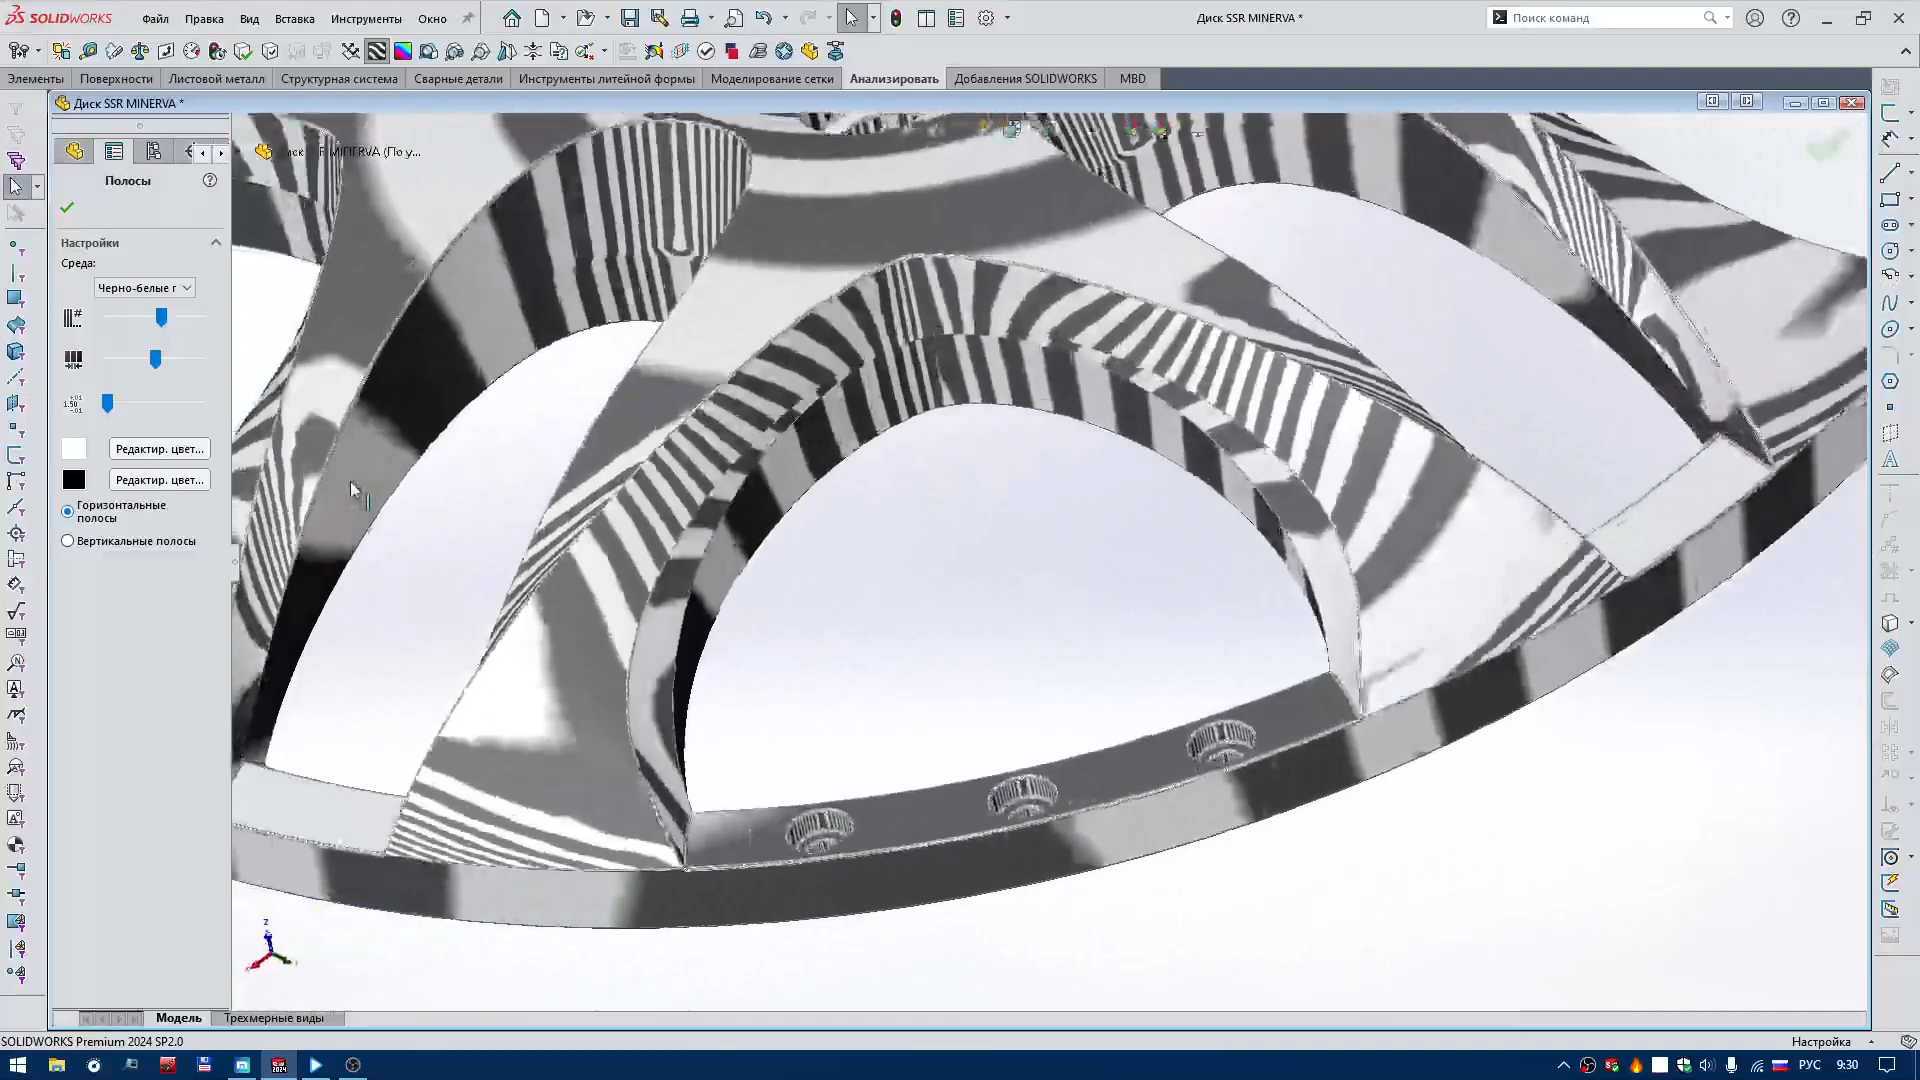 SOLIDWORKS
Файл
Правка
Вид
Вставка
Инструменты
Окно
Диск SSR MINERVA *
Поиск команд
Элементы
Поверхности
Листовой металл
Структурная система
Сварные детали
Инструменты литейной формы
Моделирование сетки
Анализировать
Добавления SOLIDWORKS
MBD
Диск SSR MINERVA *
MINERVA (По у...
Полосы
Настройки
Среда:
Черно-белые г
Редактир. цвет...
Редактир. цвет...
Горизонтальные
полосы
Вертикальные полосы
Z
Модель
Трехмерные виды
SOLIDWORKS Premium 2024 SP2.0
Настройка
РУС
9:30